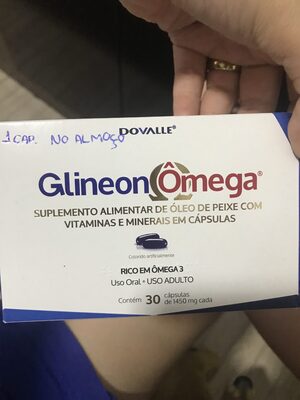 DOVALLE®
1 CAP. NO ALMOÇO
Glineon Ômega®
SUPLEMENTO ALIMENTAR DE ÓLEO DE PEIXE COM
VITAMINAS E MINERAIS EM CÁPSULAS
Colorido artificialmente
RICO EM ÔMEGA 3
Uso Oral • USO ADULTO
Contém 30 cápsulas
de 1450 mg cada